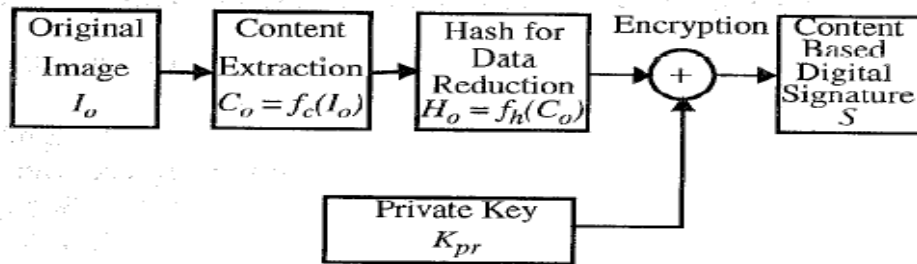 Original
Image
I_o
Content
Extraction
C_o = f_c(I_o)
Hash for
Data
Reduction
H_o = f_h(C_o)
Encryption
+
Content
Based
Digital
Signature
S
Private Key
K_pr